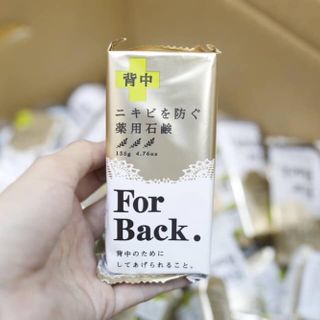 背中
ニキビを防ぐ
薬用石鹸
135g 4.76oz
For
Back.
背中のために
してあげられること。